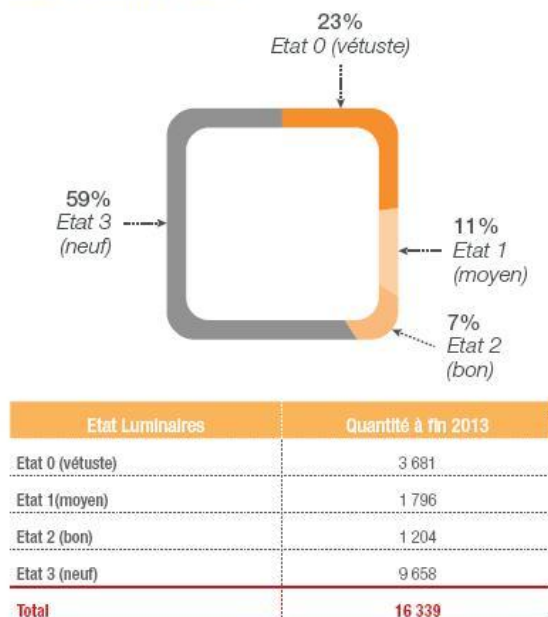 23%
Etat 0 (vétuste)
59%
Etat 3
(neuf)
11%
Etat 1
(moyen)
7%
Etat 2
(bon)
Etat Luminaires Quantité à fin 2013
Etat 0 (vétuste) 3 681
Etat 1(moyen) 1 796
Etat 2 (bon) 1 204
Etat 3 (neuf) 9 658
Total 16 339